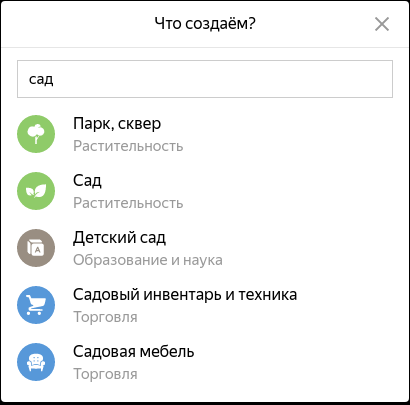 Что создаём?
сад
Парк, сквер
Растительность
Сад
Растительность
Детский сад
Образование и наука
Садовый инвентарь и техника
Торговля
Садовая мебель
Торговля